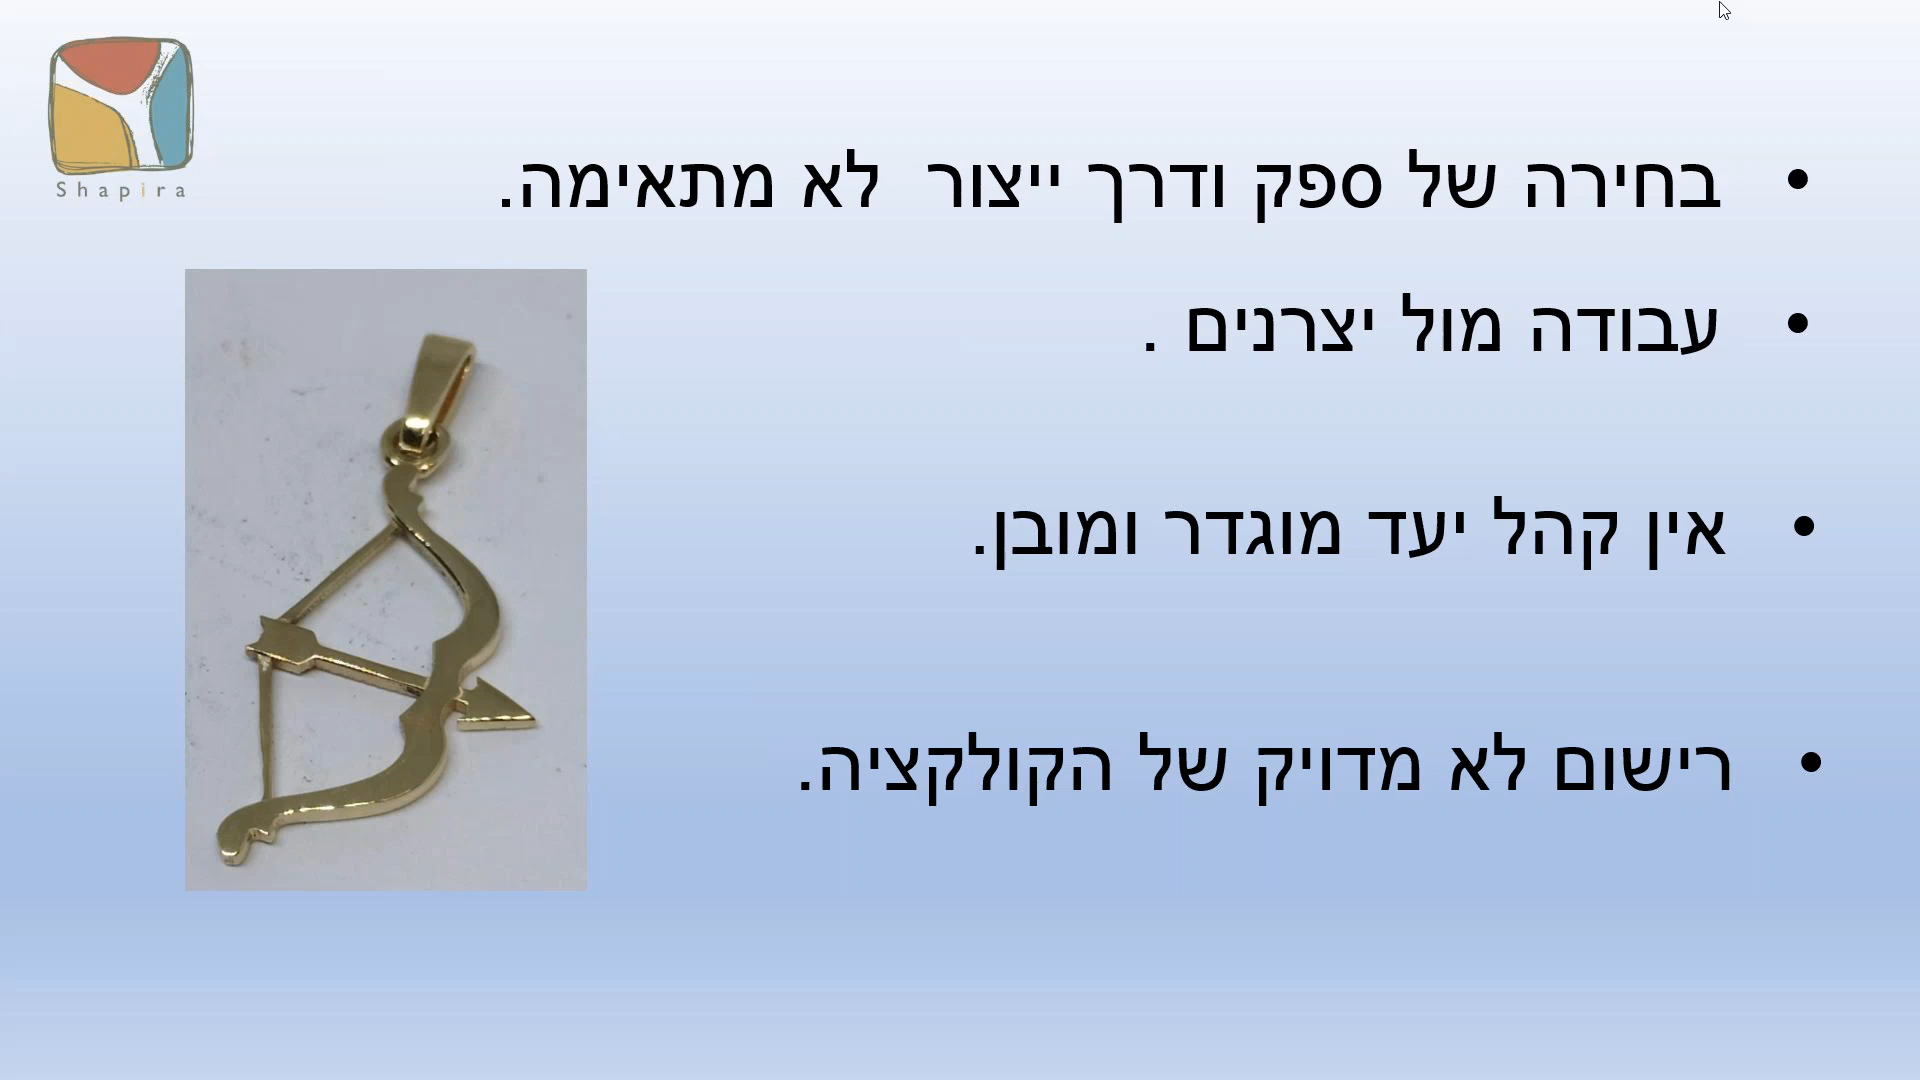 Shapira
בחירה של ספק ודרך ייצור  לא מתאימה.
עבודה מול יצרנים .
אין קהל יעד מוגדר ומובן.
רישום לא מדויק של הקולקציה.